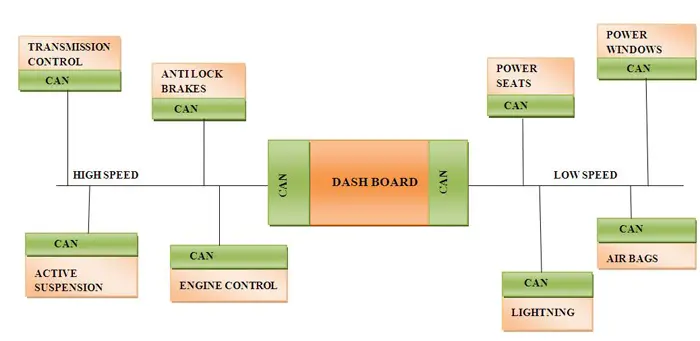 TRANSMISSION
CONTROL
CAN
ANTI LOCK
BRAKES
CAN
POWER
SEATS
CAN
POWER
WINDOWS
CAN
HIGH SPEED
CAN
DASH BOARD
CAN
LOW SPEED
CAN
ACTIVE
SUSPENSION
CAN
ENGINE CONTROL
CAN
LIGHTNING
CAN
AIR BAGS